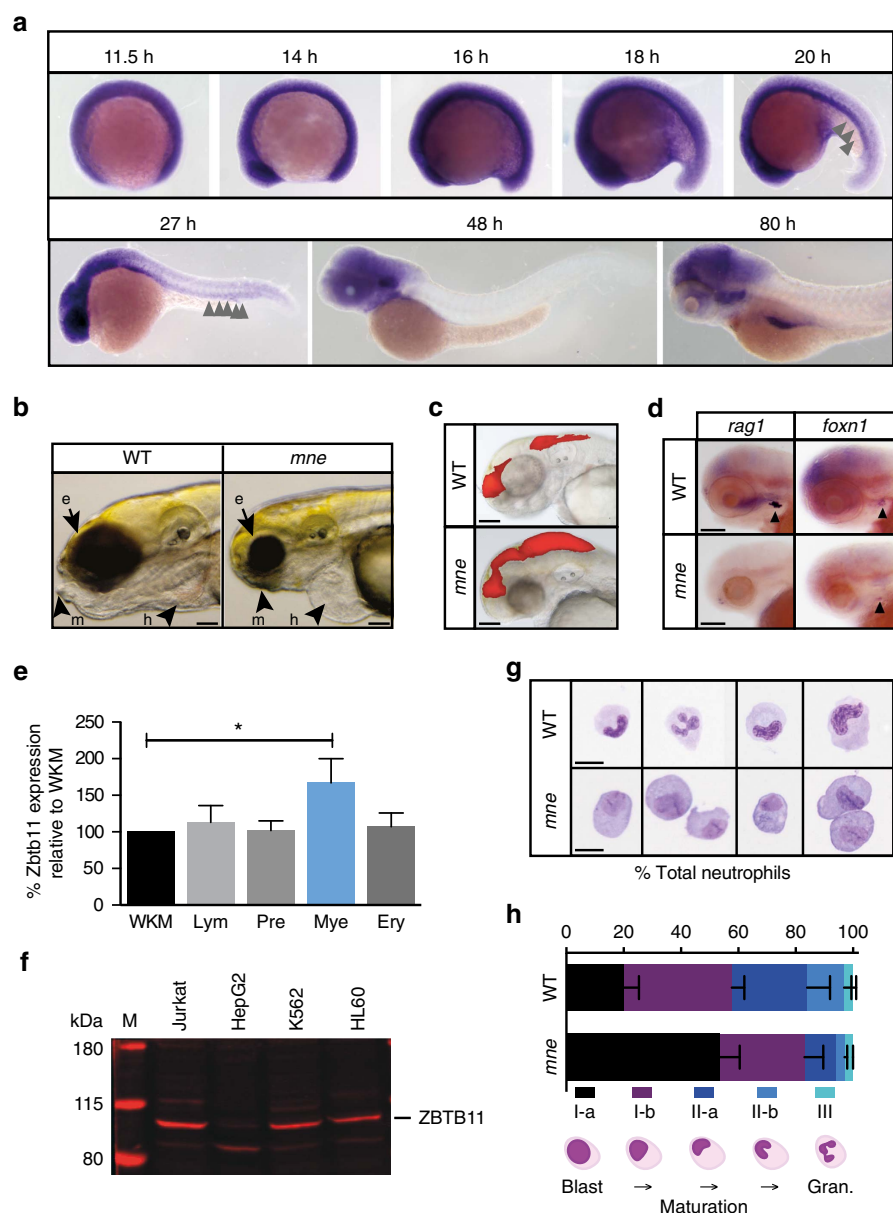 a
11.5 h 14 h 16 h 18 h 20 h
27 h 48 h 80 h
b
WT mne
e e
m h m h
c
WT
mne
d
rag1 foxn1
WT
mne
e
% Zbtb11 expression
relative to WKM
250
200
150
100
50
0
*
WKM Lym Pre Mye Ery
f
kDa M Jurkat HepG2 K562 HL60
180
115
80
ZBTB11
g
WT
mne
h
% Total neutrophils
0 20 40 60 80 100
WT
mne
I-a I-b II-a II-b III
Blast → → → Gran.
Maturation